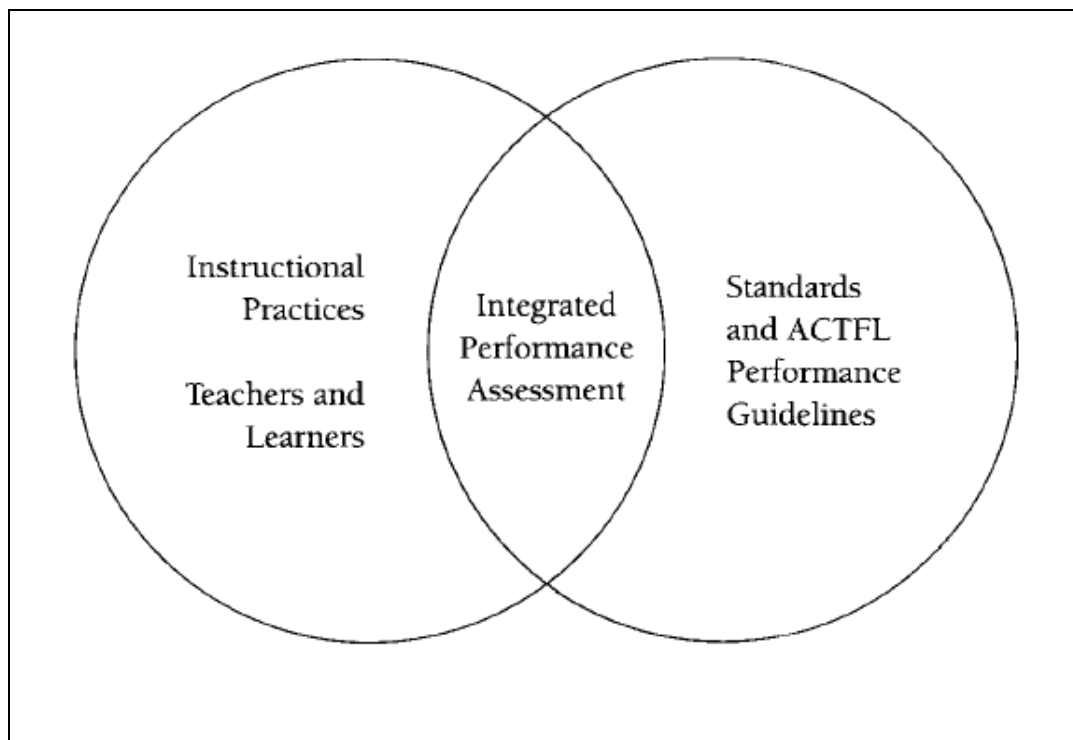 Instructional
Practices
Teachers and
Learners
Integrated
Performance
Assessment
Standards
and ACTFL
Performance
Guidelines